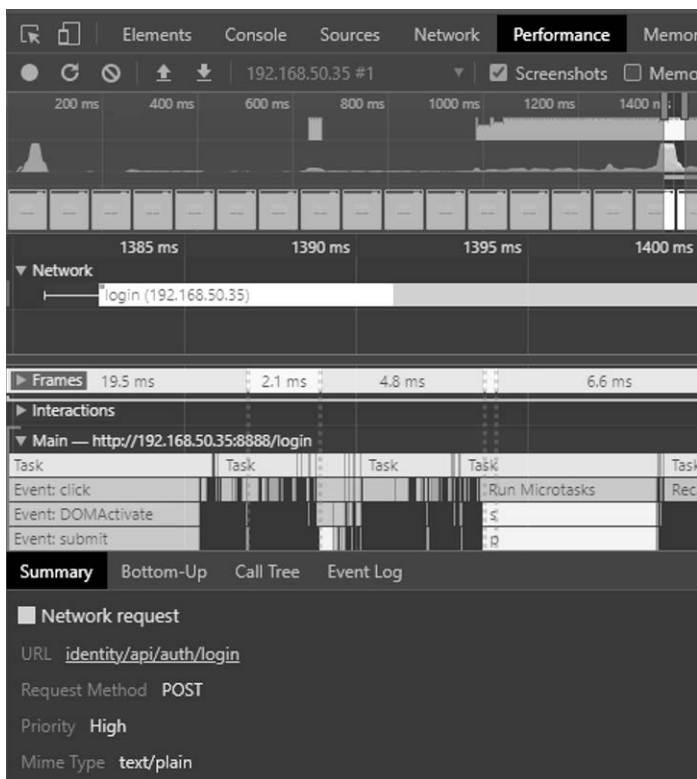 Elements Console Sources Network Performance Memor
192.168.50.35 #1 Screenshots Memo
200 ms 400 ms 600 ms 800 ms 1000 ms 1200 ms 1400 m
1385 ms 1390 ms 1395 ms 1400 ms
Network
login (192.168.50.35)
Frames 19.5 ms 2.1 ms 4.8 ms 6.6 ms
Interactions
Main — http://192.168.50.35:8888/login
Task Task Task Task Task
Event: click Run Microtasks Rec
Event: DOMActivate s
Event: submit p
Summary Bottom-Up Call Tree Event Log
Network request
URL identity/api/auth/login
Request Method POST
Priority High
Mime Type text/plain